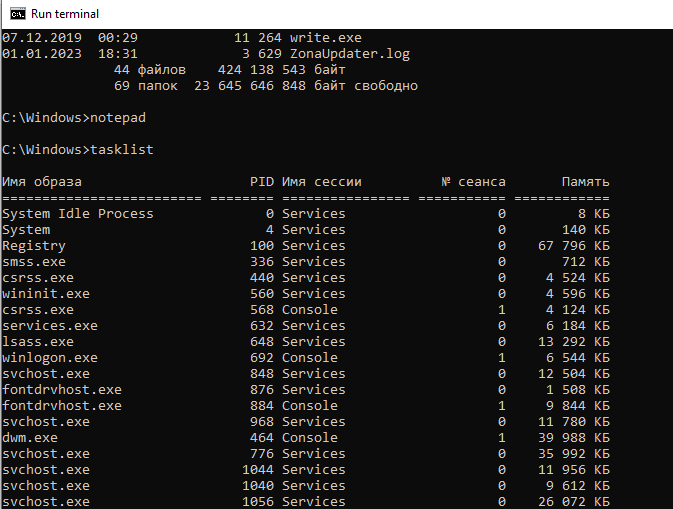 Run terminal
07.12.2019  00:29            11 264 write.exe
01.01.2023  18:31             3 629 ZonaUpdater.log
              44 файлов    424 138 543 байт
              69 папок  23 645 646 848 байт свободно
C:\Windows>notepad
C:\Windows>tasklist
Имя образа                     PID Имя сессии          № сеанса       Память
========================= ======== ================ =========== ============
System Idle Process              0 Services                   0         8 КБ
System                           4 Services                   0       140 КБ
Registry                       100 Services                   0    67 796 КБ
smss.exe                       336 Services                   0       712 КБ
csrss.exe                      440 Services                   0     4 524 КБ
wininit.exe                    560 Services                   0     4 596 КБ
csrss.exe                      568 Console                    1     4 124 КБ
services.exe                   632 Services                   0     6 184 КБ
lsass.exe                      648 Services                   0    13 292 КБ
winlogon.exe                   692 Console                    1     6 544 КБ
svchost.exe                    848 Services                   0    12 504 КБ
fontdrvhost.exe                876 Services                   0     1 508 КБ
fontdrvhost.exe                884 Console                    1     9 844 КБ
svchost.exe                    968 Services                   0    11 780 КБ
dwm.exe                        464 Console                    1    39 988 КБ
svchost.exe                    776 Services                   0    35 992 КБ
svchost.exe                   1044 Services                   0    11 956 КБ
svchost.exe                   1040 Services                   0     9 612 КБ
svchost.exe                   1056 Services                   0    26 072 КБ